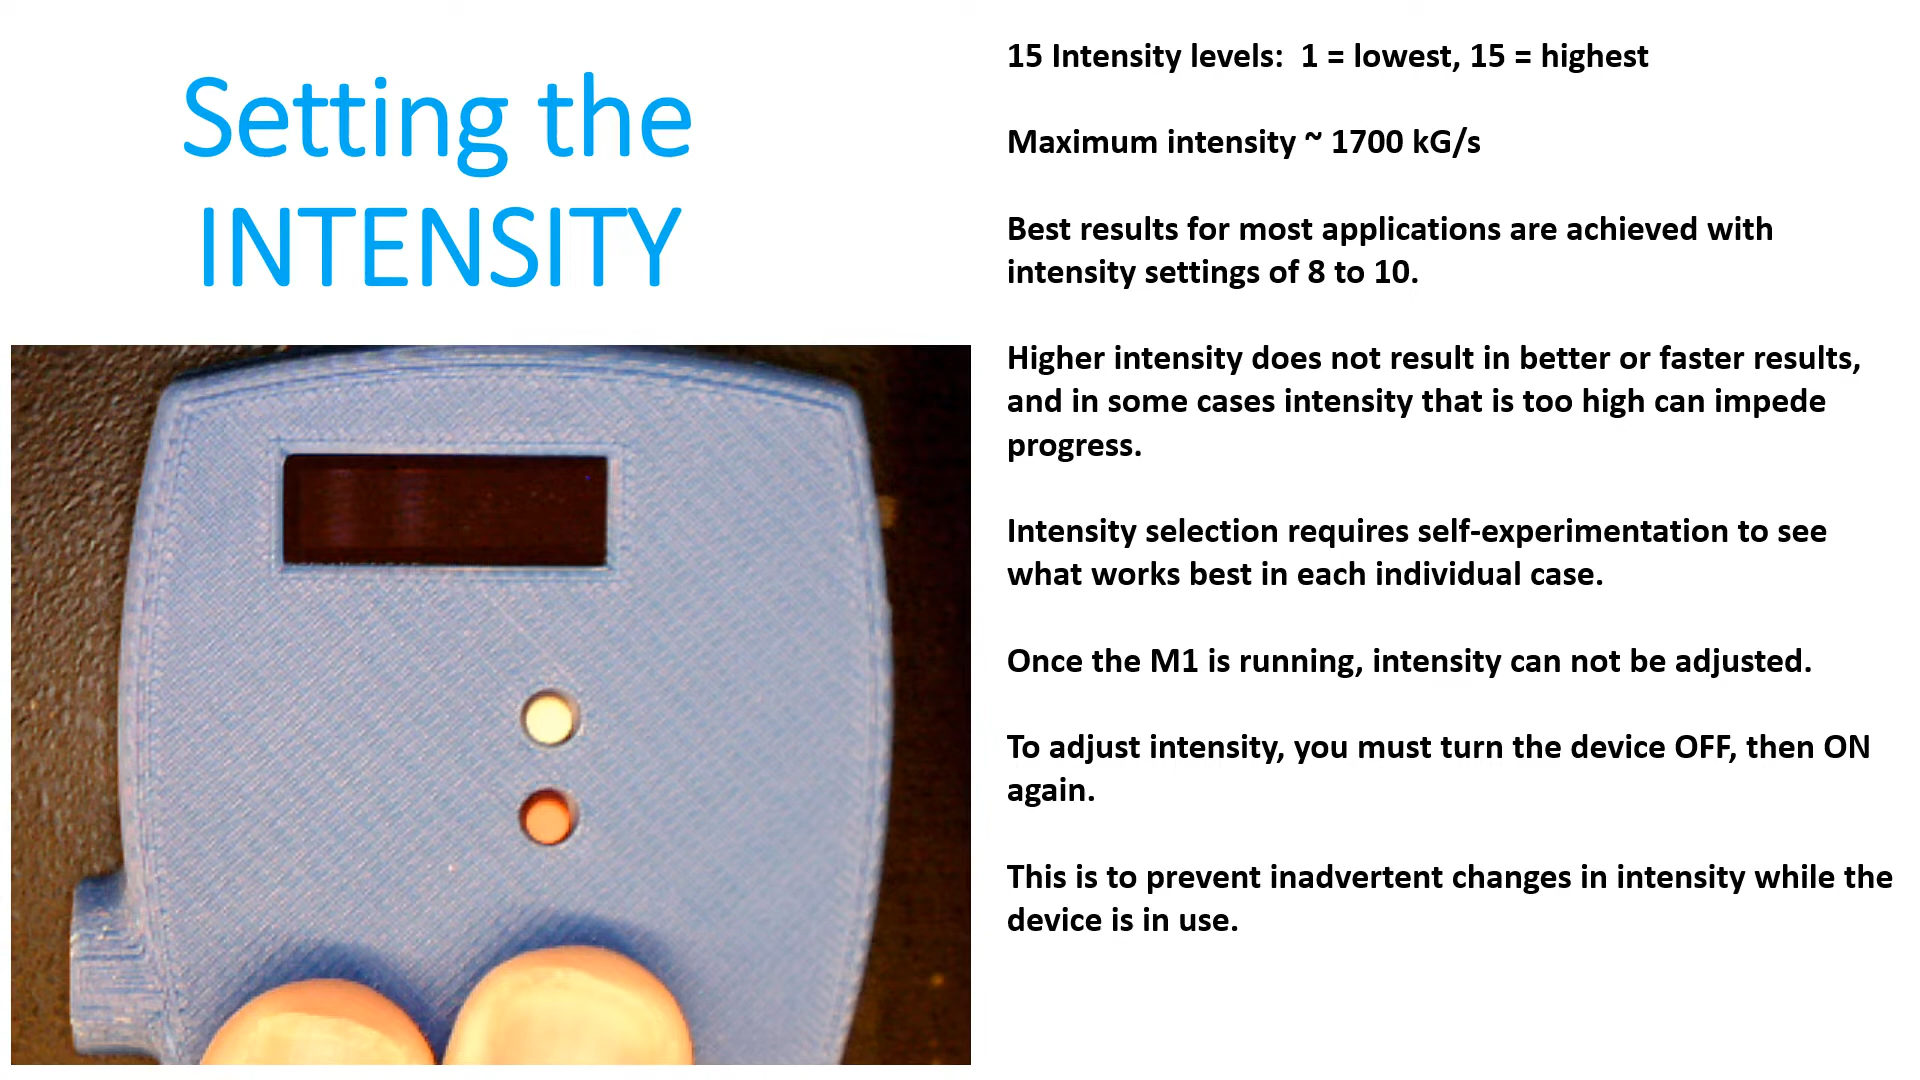 Setting the
INTENSITY
15 Intensity levels:  1 = lowest, 15 = highest
Maximum intensity ~ 1700 kG/s
Best results for most applications are achieved with
intensity settings of 8 to 10.
Higher intensity does not result in better or faster results,
and in some cases intensity that is too high can impede
progress.
Intensity selection requires self-experimentation to see
what works best in each individual case.
Once the M1 is running, intensity can not be adjusted.
To adjust intensity, you must turn the device OFF, then ON
again.
This is to prevent inadvertent changes in intensity while the
device is in use.